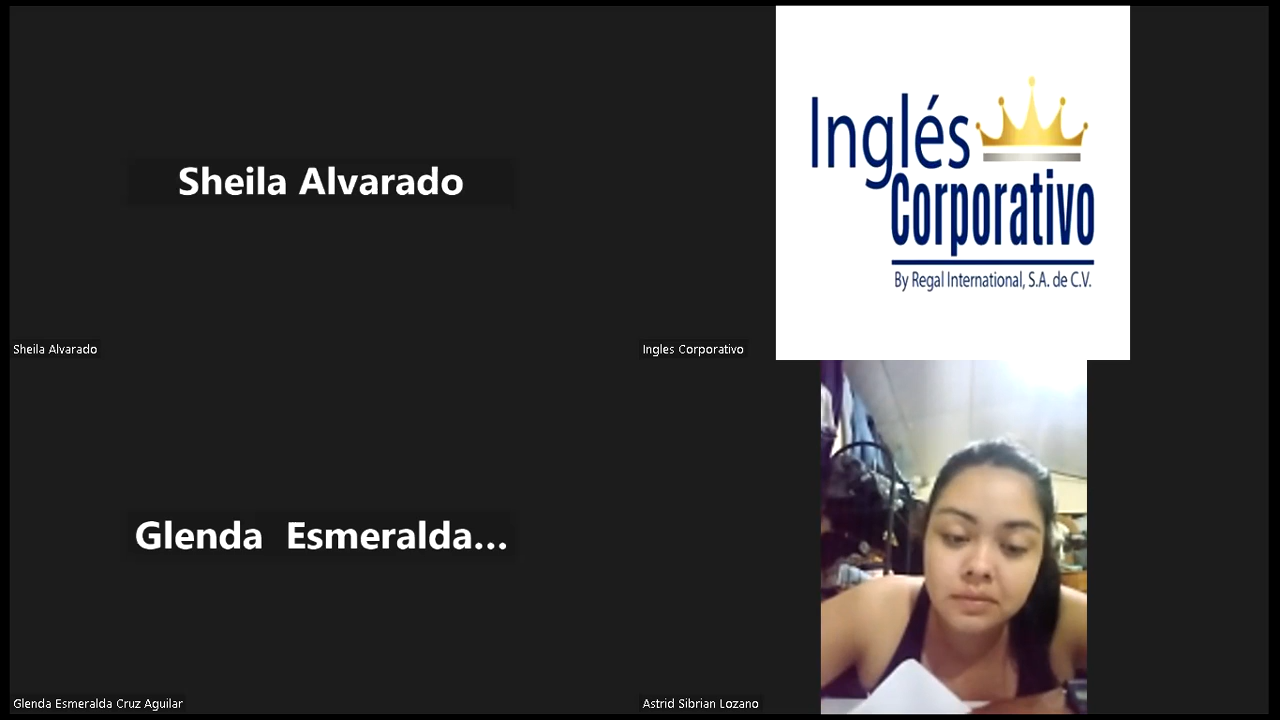 Sheila Alvarado
Sheila Alvarado
Inglés
Corporativo
By Regal International, S.A. de C.V.
Ingles Corporativo
Glenda Esmeralda...
Glenda Esmeralda Cruz Aguilar
Astrid Sibrian Lozano